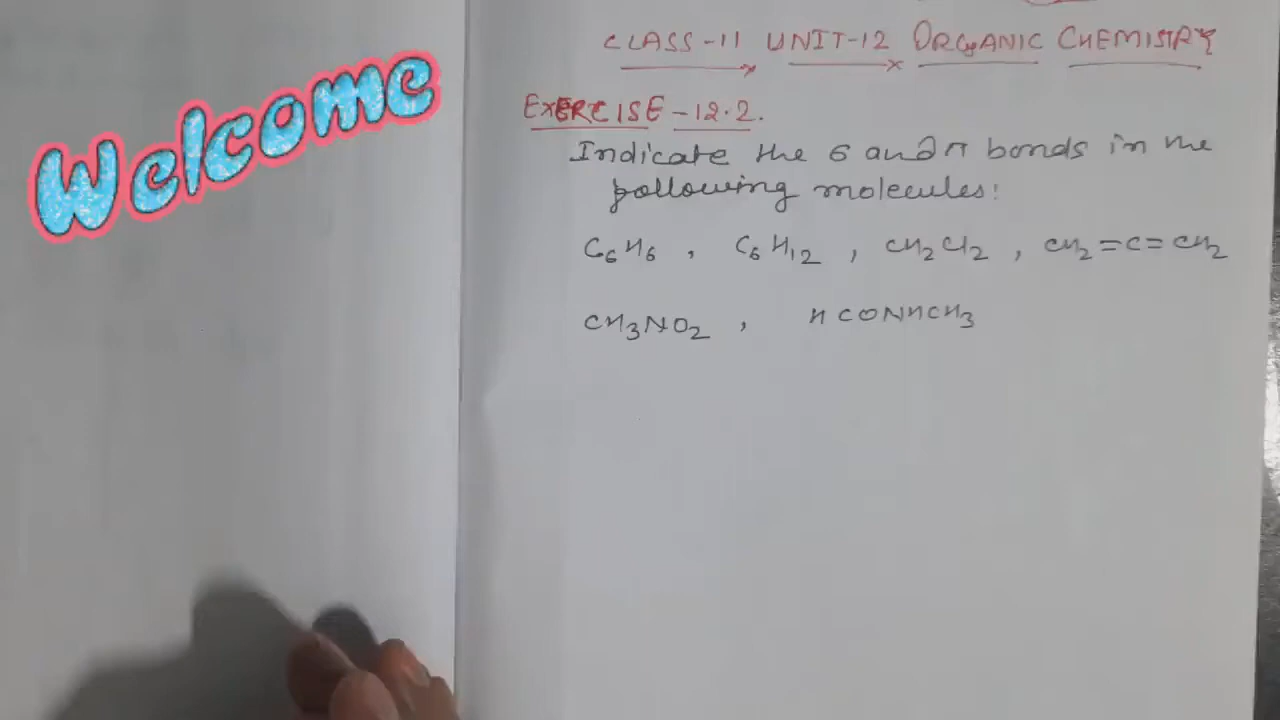 Welcome
CLASS-11 UNIT-12 ORGANIC CHEMISTRY
EXERCISE-12.2.
Indicate the σ and π bonds in the
following molecules:
C₆H₆, C₆H₁₂, CH₂Cl₂, CH₂=C=CH₂
CH₃NO₂, HCONHCH₃